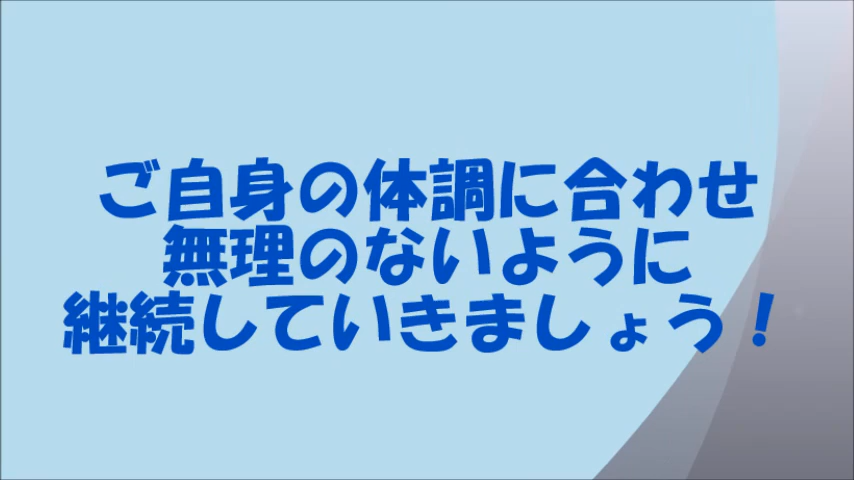 ご自身の体調に合わせ
無理のないように
継続していきましょう！